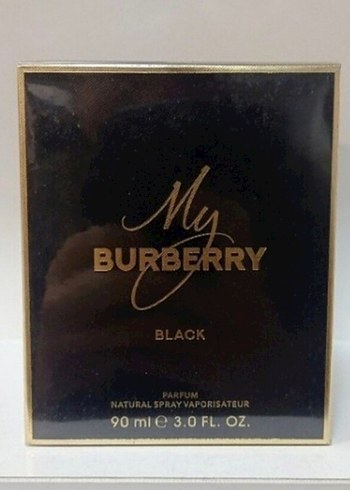 My
BURBERRY
BLACK
PARFUM
NATURAL SPRAY VAPORISATEUR
90 ml ℮ 3.0 FL. OZ.